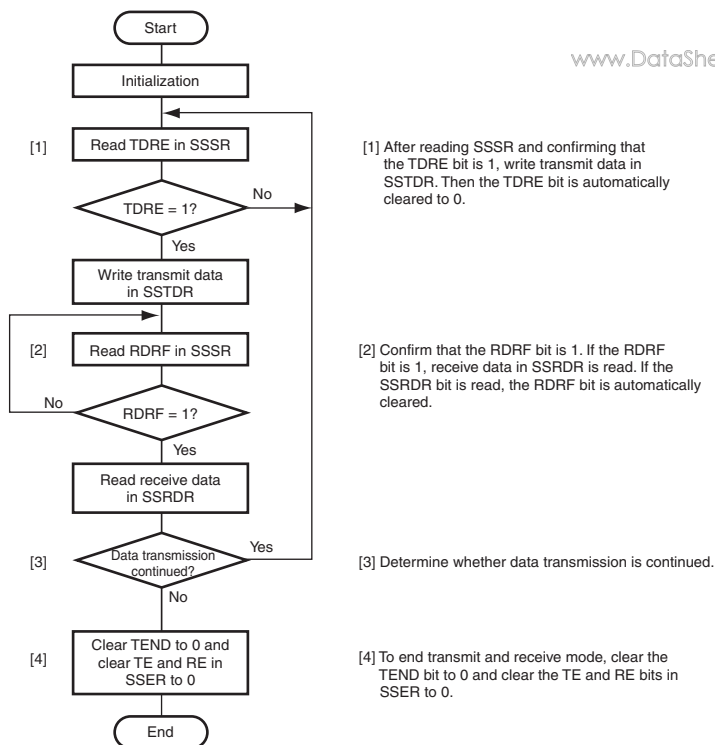 Start
www.DataShe
Initialization
[1]
Read TDRE in SSSR
[1] After reading SSSR and confirming that
the TDRE bit is 1, write transmit data in
SSTDR. Then the TDRE bit is automatically
cleared to 0.
TDRE = 1?
No
Yes
Write transmit data
in SSTDR
[2]
Read RDRF in SSSR
[2] Confirm that the RDRF bit is 1. If the RDRF
bit is 1, receive data in SSRDR is read. If the
SSRDR bit is read, the RDRF bit is automatically
cleared.
No
RDRF = 1?
Yes
Read receive data
in SSRDR
[3]
Data transmission
continued?
Yes
[3] Determine whether data transmission is continued.
No
[4]
Clear TEND to 0 and
clear TE and RE in
SSER to 0
[4] To end transmit and receive mode, clear the
TEND bit to 0 and clear the TE and RE bits in
SSER to 0.
End